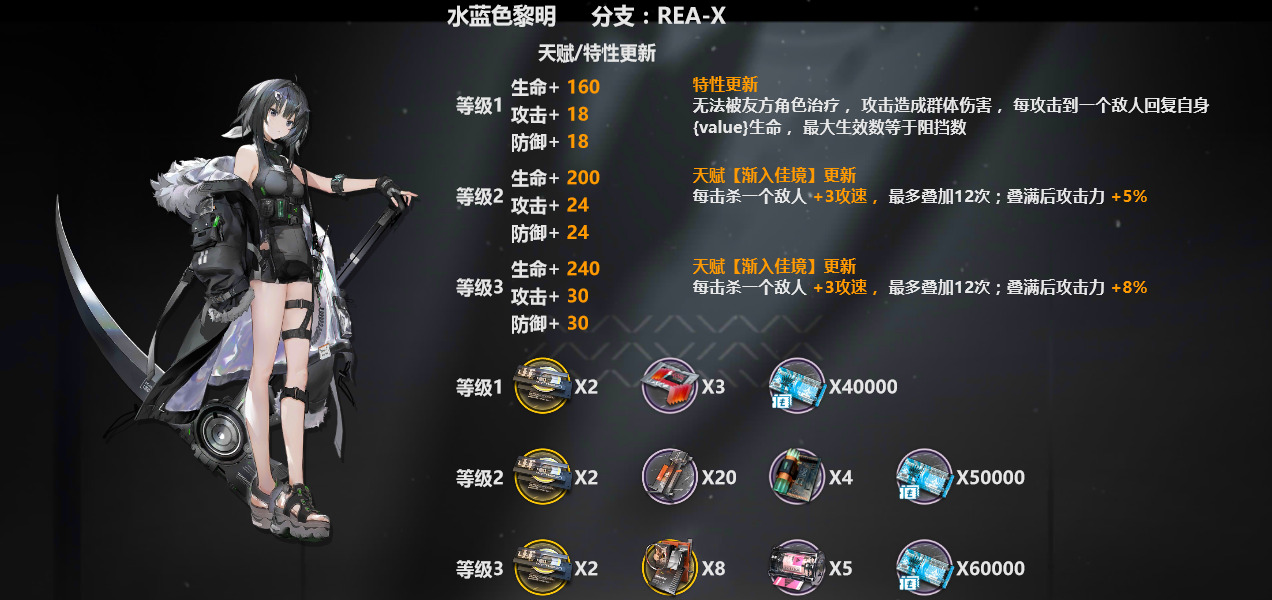 水蓝色黎明 分支：REA-X
天赋/特性更新
等级1
生命+ 160
攻击+ 18
防御+ 18
特性更新
无法被友方角色治疗，攻击造成群体伤害，每攻击到一个敌人回复自身
{value}生命，最大生效数等于阻挡数
等级2
生命+ 200
攻击+ 24
防御+ 24
天赋【渐入佳境】更新
每击杀一个敌人 +3攻速，最多叠加12次；叠满后攻击力 +5%
等级3
生命+ 240
攻击+ 30
防御+ 30
天赋【渐入佳境】更新
每击杀一个敌人 +3攻速，最多叠加12次；叠满后攻击力 +8%
等级1 X2 X3 X40000
等级2 X2 X20 X4 X50000
等级3 X2 X8 X5 X60000